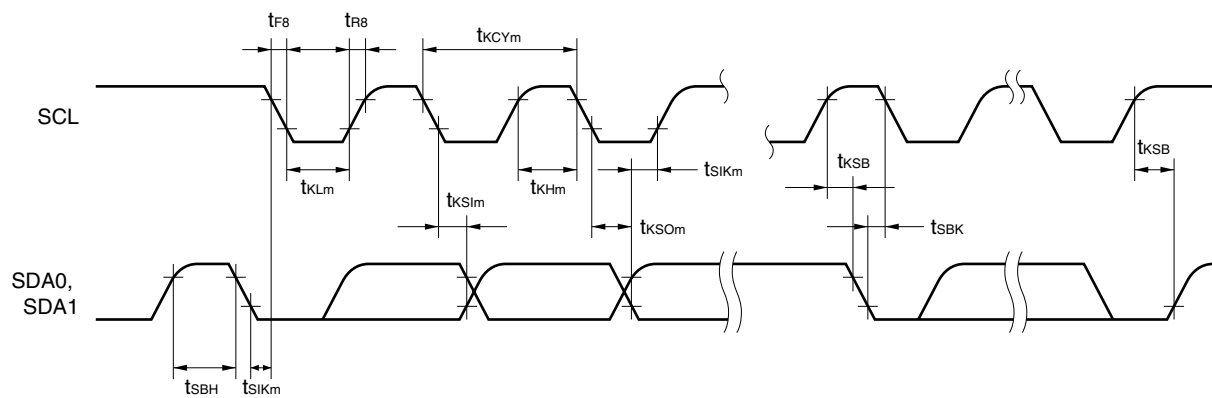 tF8 tR8
tKCYm
SCL
tKLm tKHm tSIKm tKSB tKSB
tKSIm tKSOm tSBK
SDA0,
SDA1
tSBH tSIKm